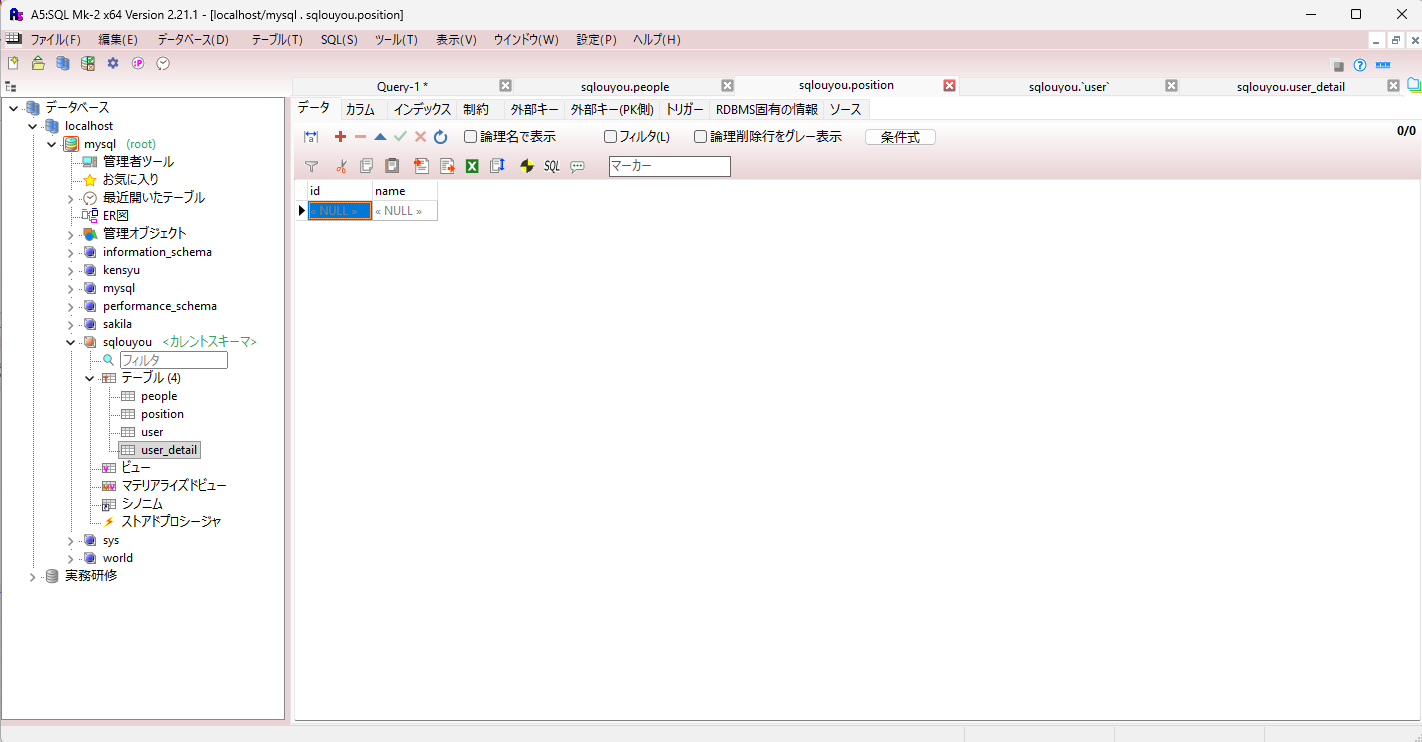 A5:SQL Mk-2 x64 Version 2.21.1 - [localhost/mysql . sqlouyou.position]
ファイル(F) 編集(E) データベース(D) テーブル(T) SQL(S) ツール(T) 表示(V) ウインドウ(W) 設定(P) ヘルプ(H)
Query-1 * sqlouyou.people sqlouyou.position sqlouyou.`user` sqlouyou.user_detail
データ カラム インデックス 制約 外部キー 外部キー(PK側) トリガー RDBMS固有の情報 ソース
論理名で表示 フィルタ(L) 論理削除行をグレー表示 条件式 0/0
SQL マーカー
id name
« NULL » « NULL »
データベース
localhost
mysql (root)
管理者ツール
お気に入り
最近開いたテーブル
ER図
管理オブジェクト
information_schema
kensyu
mysql
performance_schema
sakila
sqlouyou <カレントスキーマ>
フィルタ
テーブル (4)
people
position
user
user_detail
ビュー
マテリアライズドビュー
シノニム
ストアドプロシージャ
sys
world
実務研修